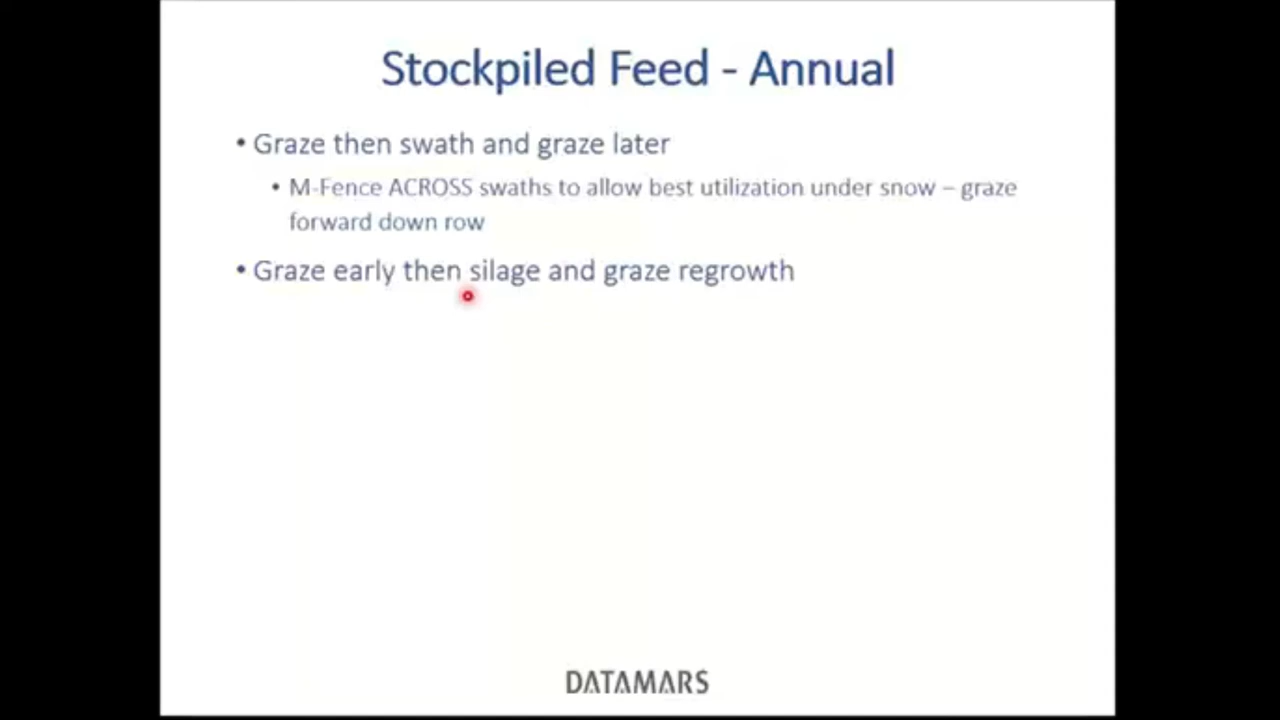 Stockpiled Feed - Annual
• Graze then swath and graze later
• M-Fence ACROSS swaths to allow best utilization under snow – graze
forward down row
• Graze early then silage and graze regrowth
DATAMARS